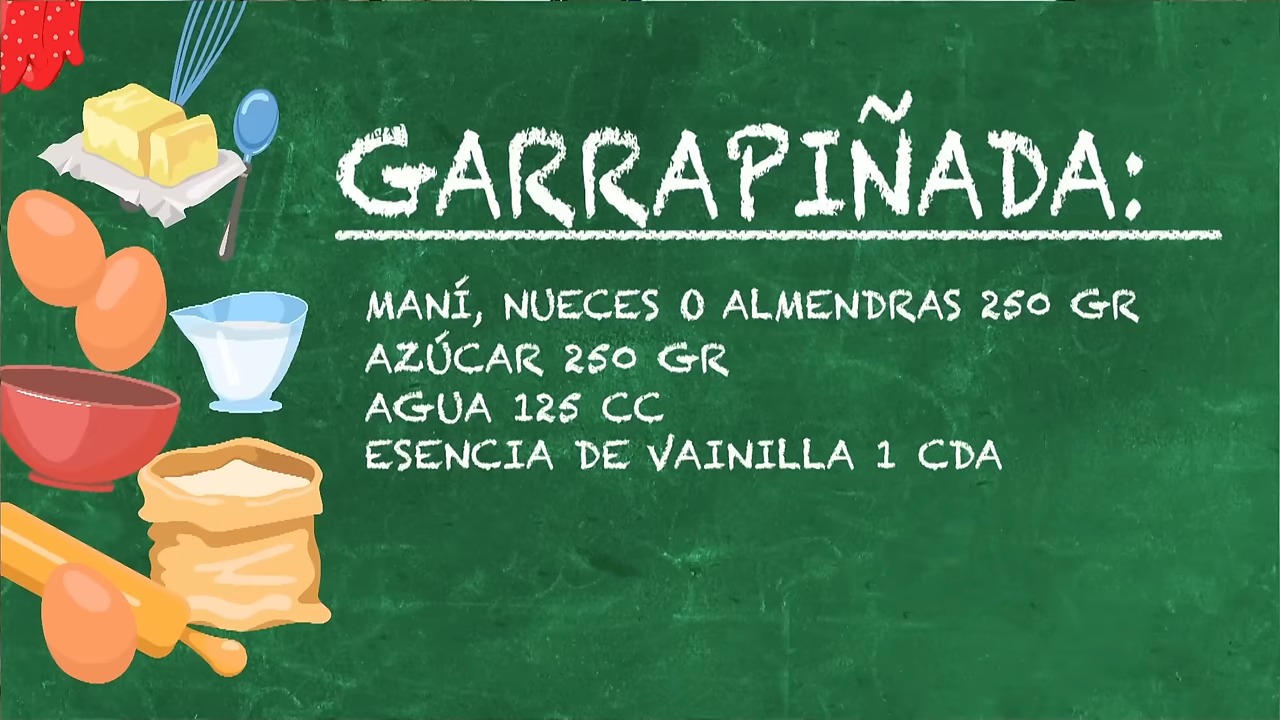 GARRAPIÑADA:
MANÍ, NUECES O ALMENDRAS 250 GR
AZÚCAR 250 GR
AGUA 125 CC
ESENCIA DE VAINILLA 1 CDA